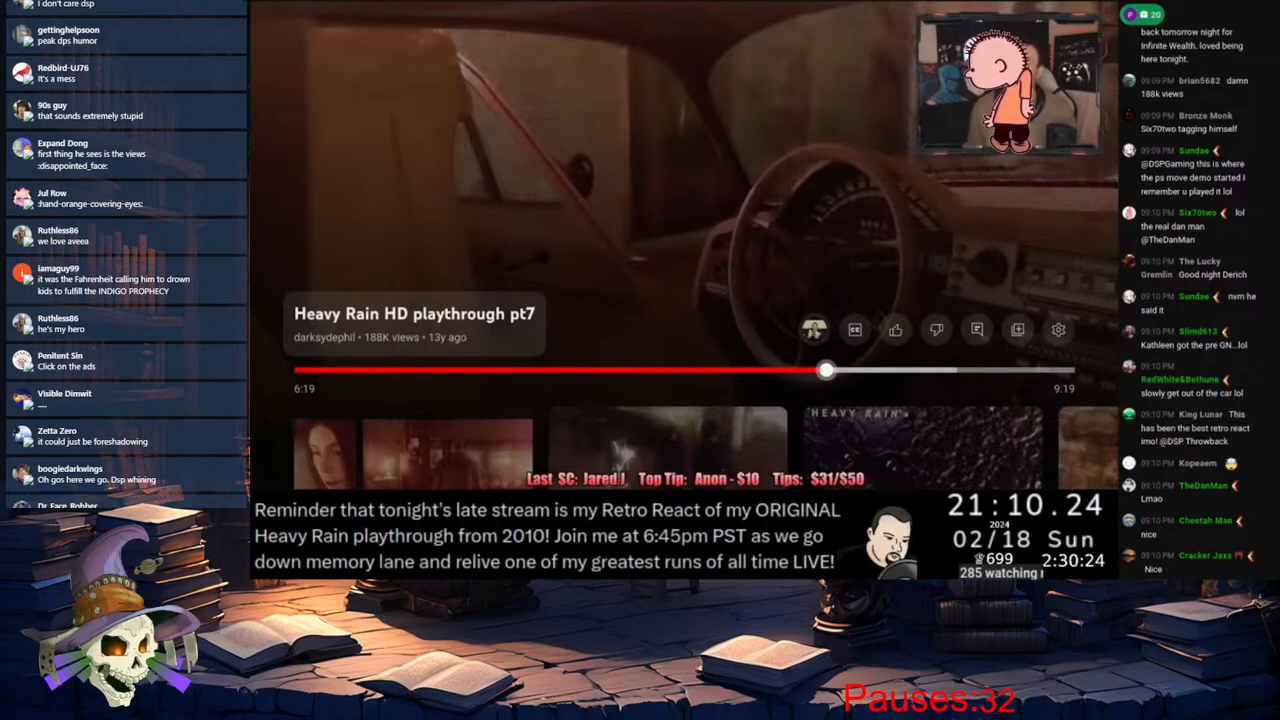 I don't care dsp
gettinghelpsoon
peak dps humor
Redbird-UJ76
It's a mess
90s guy
that sounds extremely stupid
Expand Dong
first thing he sees is the views
:disappointed_face:
Jul Row
:hand-orange-covering-eyes:
Ruthless86
we love aveea
iamaguy99
it was the Fahrenheit calling him to drown
kids to fulfill the INDIGO PROPHECY
Ruthless86
he's my hero
Penitent Sin
Click on the ads
Visible Dimwit
Zetta Zero
it could just be foreshadowing
boogiedarkwings
Oh gos here we go. Dsp whining
Dr. Face Robber
Heavy Rain HD playthrough pt7
darksydephil • 188K views • 13y ago
CC
6:19
9:19
HEAVY RAIN
Last SC: Jared J Top Tip: Anon - $10 Tips: $31/$50
Reminder that tonight's late stream is my Retro React of my ORIGINAL
Heavy Rain playthrough from 2010! Join me at 6:45pm PST as we go
down memory lane and relive one of my greatest runs of all time LIVE!
21:10.24
2024
02/18 Sun
699
2:30:24
285 watching
P 20
back tomorrow night for
Infinite Wealth. loved being
here tonight.
09:09 PM brian5682 damn
188k views
09:09 PM Bronze Monk
Six70two tagging himself
09:09 PM Sundae
@DSPGaming this is where
the ps move demo started I
remember u played it lol
09:10 PM Six70two lol
the real dan man
@TheDanMan
09:10 PM The Lucky
Gremlin Good night Derich
09:10 PM Sundae nvm he
said it
09:10 PM Slimd613
Kathleen got the pre GN...lol
09:10 PM
RedWhite&Bethune
slowly get out of the car lol
09:10 PM King Lunar This
has been the best retro react
imo! @DSP Throwback
09:10 PM Kopeaem
09:10 PM TheDanMan
Lmao
09:10 PM Cheetah Man
nice
09:10 PM Cracker Jaxs
Nice
Pauses:32